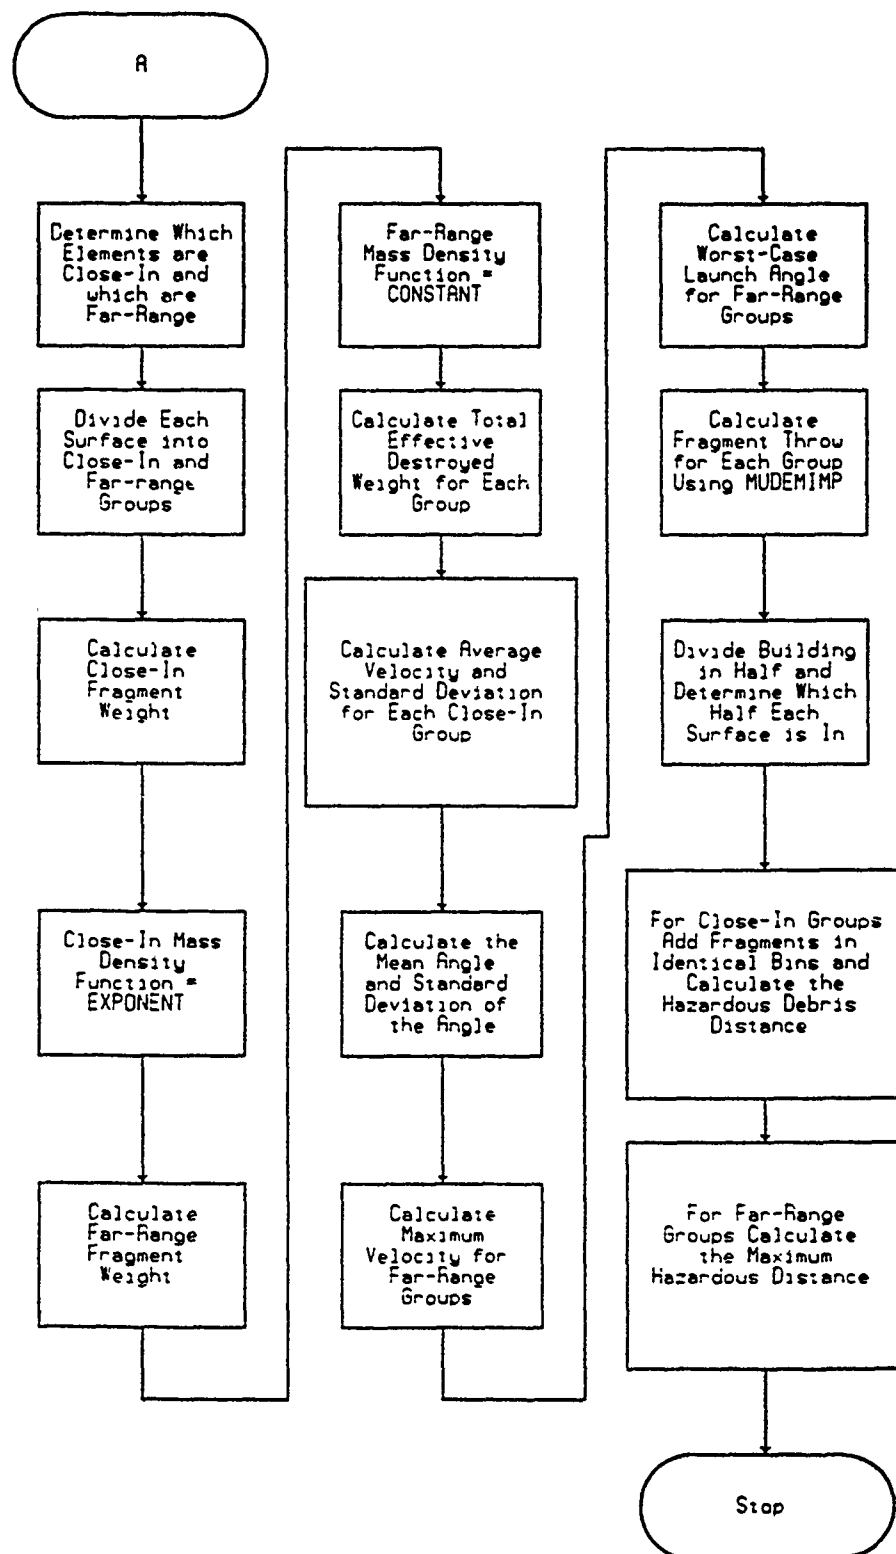 A
Determine Which
Elements are
Close-In and
which are
Far-Range
Divide Each
Surface into
Close-In and
Far-range
Groups
Calculate
Close-In
Fragment
Weight
Close-In Mass
Density
Function =
EXPONENT
Calculate
Far-Range
Fragment
Weight
Far-Range
Mass Density
Function =
CONSTANT
Calculate Total
Effective
Destroyed
Weight for Each
Group
Calculate Average
Velocity and
Standard Deviation
for Each Close-In
Group
Calculate the
Mean Angle
and Standard
Deviation of
the Angle
Calculate
Maximum
Velocity for
Far-Range
Groups
Calculate
Worst-Case
Launch Angle
for Far-Range
Groups
Calculate
Fragment Throw
for Each Group
Using MUDEMIMP
Divide Building
in Half and
Determine Which
Half Each
Surface is In
For Close-In Groups
Add Fragments in
Identical Bins and
Calculate the
Hazardous Debris
Distance
For Far-Range
Groups Calculate
the Maximum
Hazardous Distance
Stop